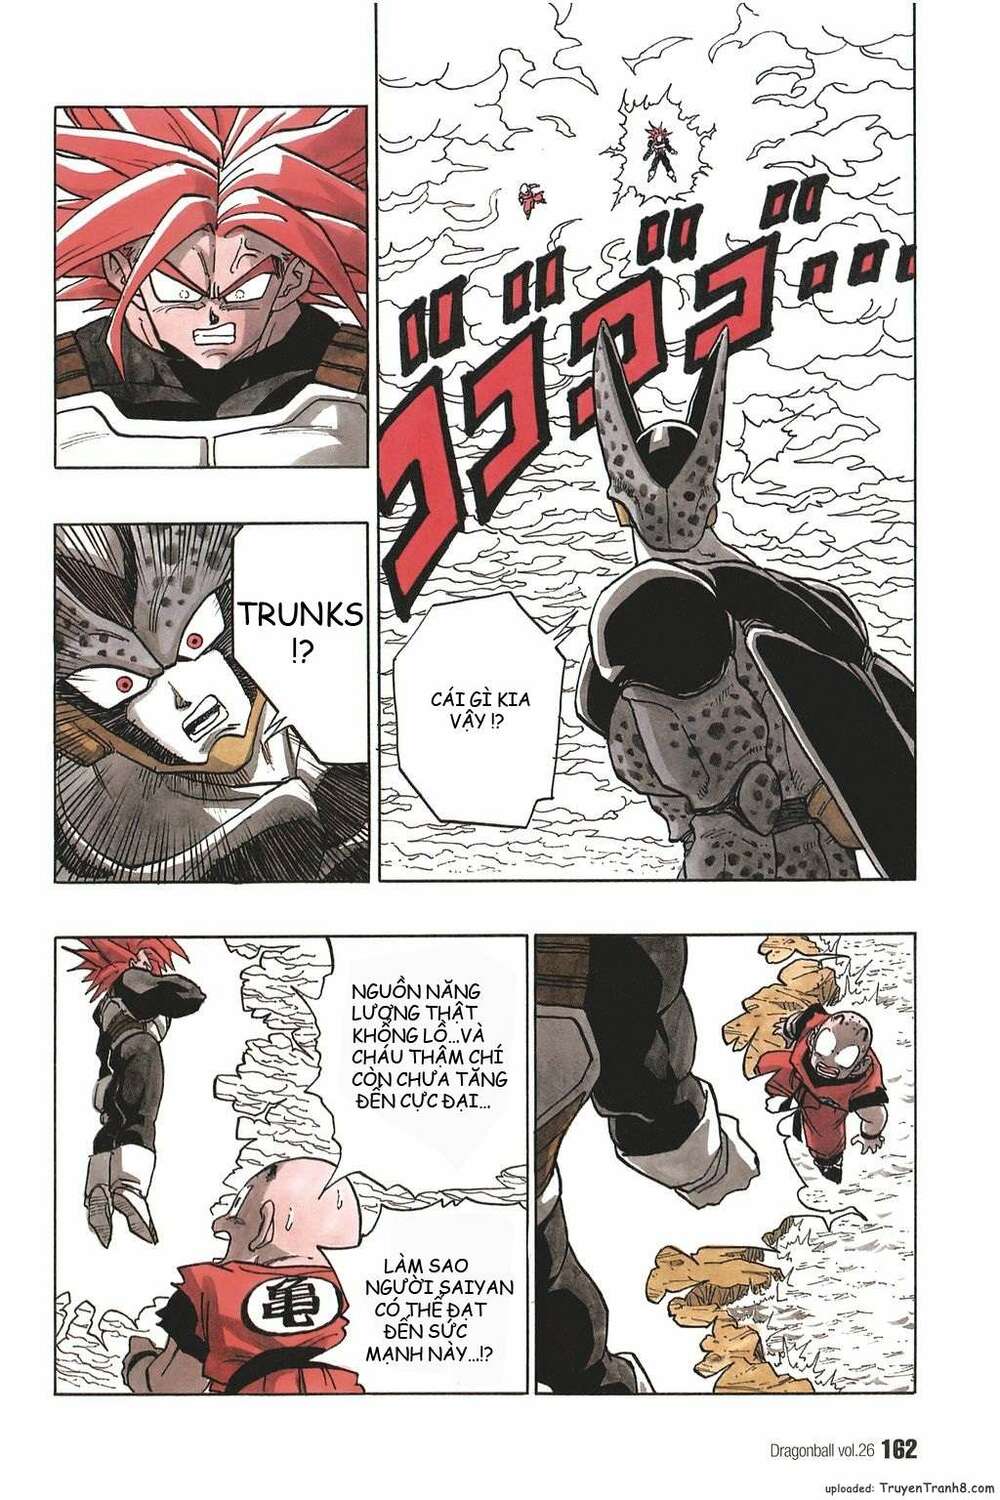 ゴゴゴゴ...
CÁI GÌ KIA
VẬY !?
TRUNKS
!?
NGUỒN NĂNG
LƯỢNG THẬT
KHỔNG LỒ...VÀ
CHÁU THẬM CHÍ
CÒN CHƯA TĂNG
ĐẾN CỰC ĐẠI...
LÀM SAO
NGƯỜI SAIYAN
CÓ THỂ ĐẠT
ĐẾN SỨC
MẠNH NÀY...!?
亀
Dragonball vol.26 162
uploaded: TruyenTranh8.com